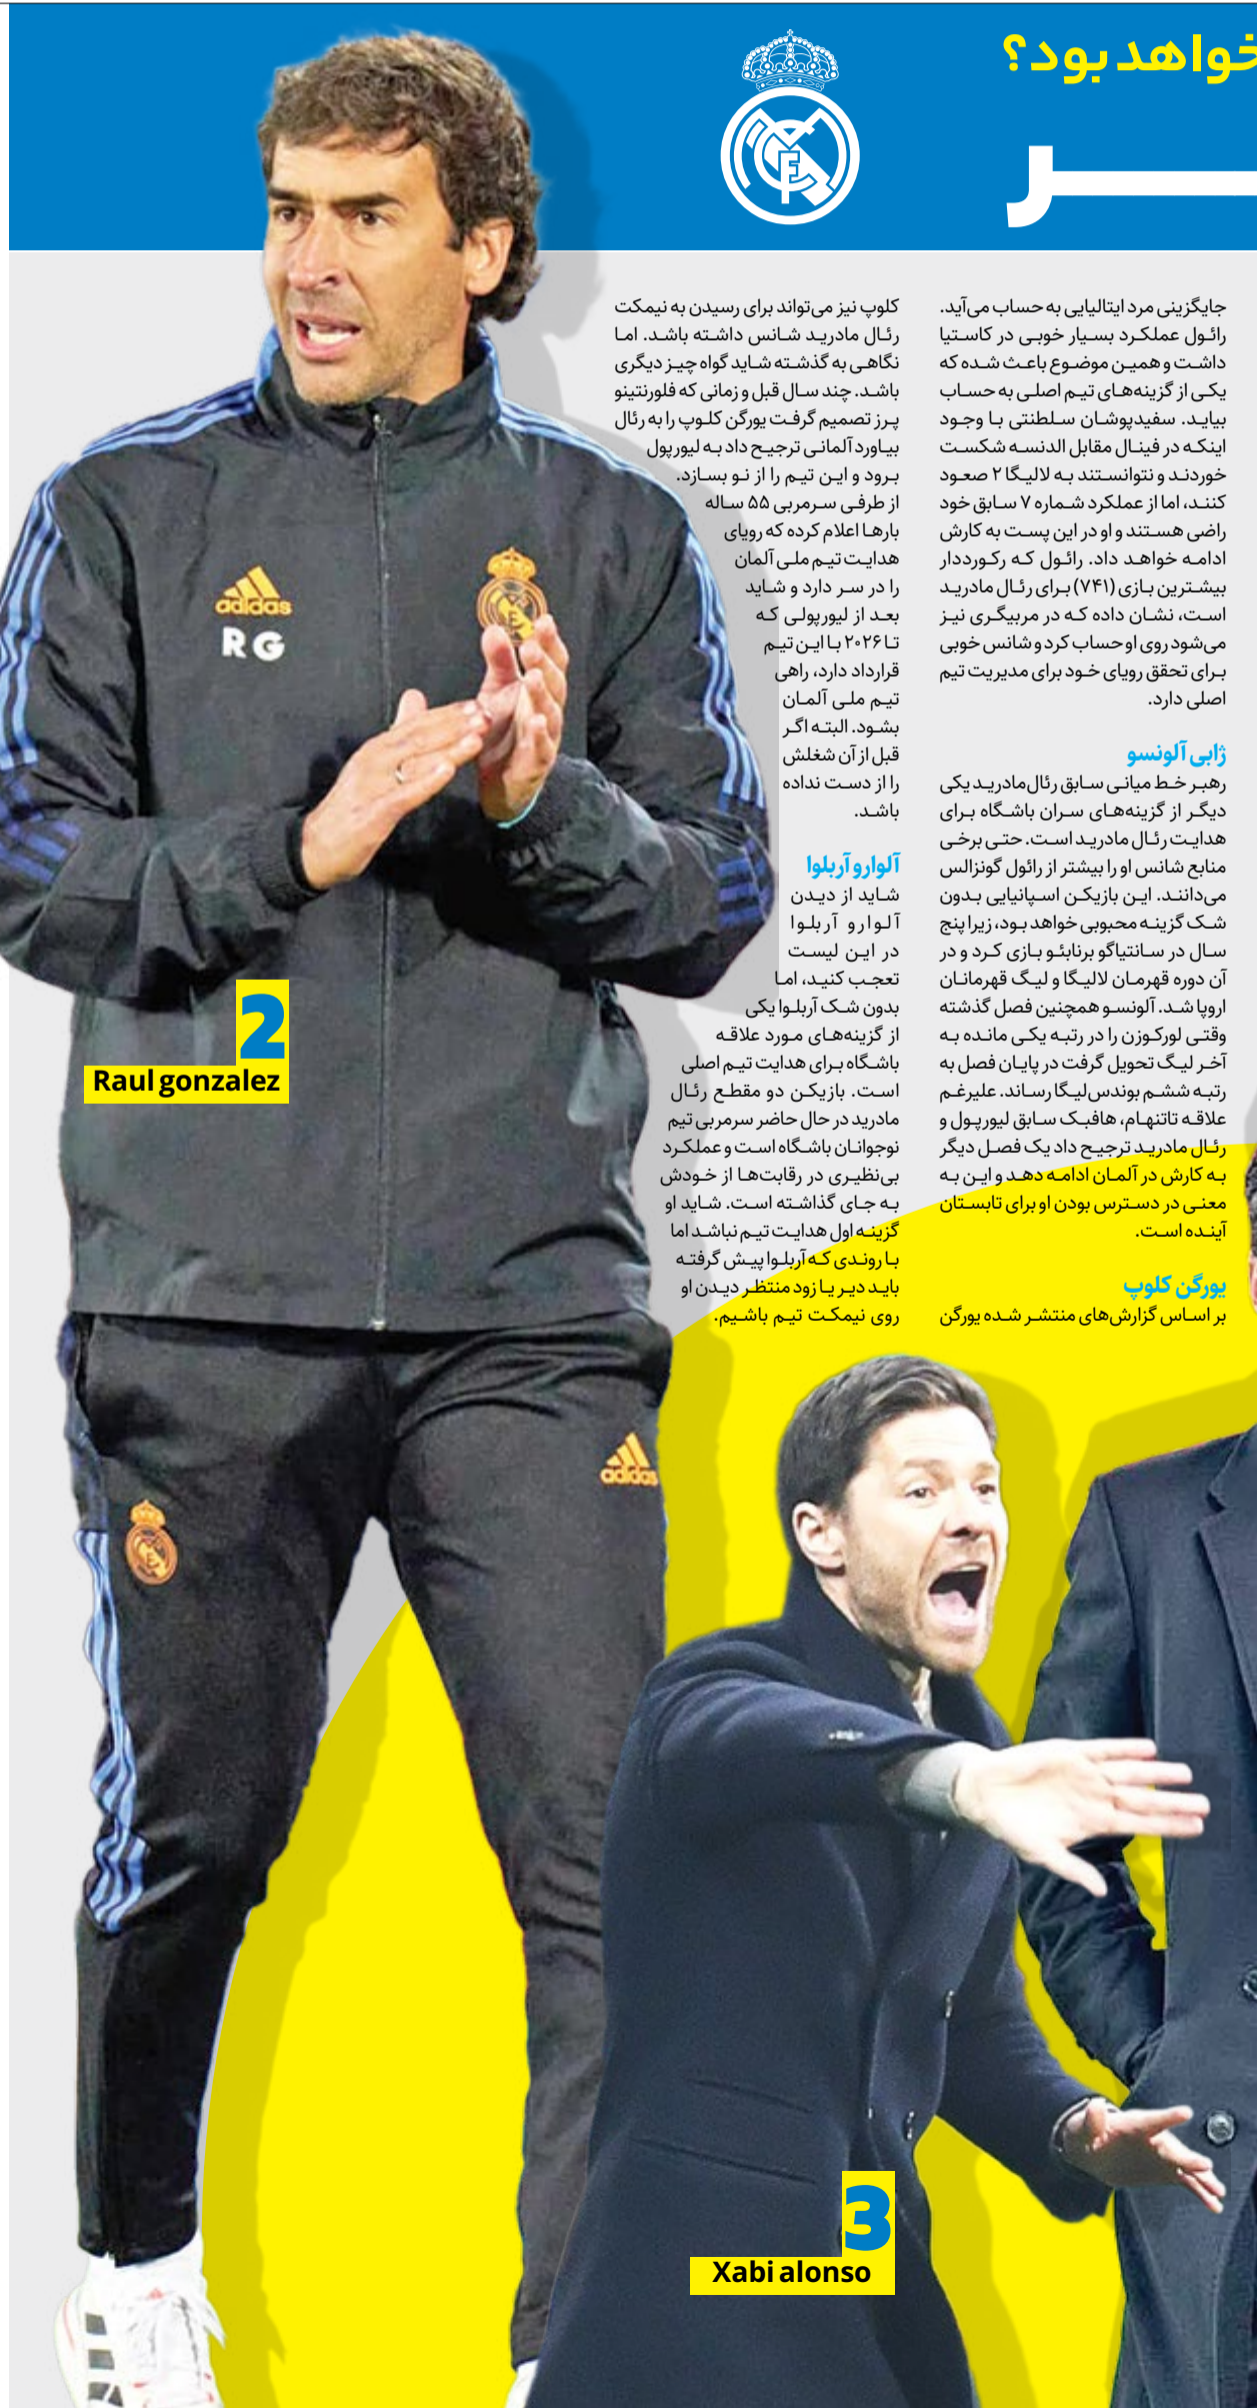 خواهد بود؟
ـر
جایگزینی مرد ایتالیایی به حساب می‌آید.
رائول عملکرد بسیار خوبی در کاستیا
داشت و همین موضوع باعث شده که
یکی از گزینه‌های تیم اصلی به حساب
بیاید. سفیدپوشان سلطنتی با وجود
اینکه در فینال مقابل الدنسه شکست
خوردند و نتوانستند به لالیگا ۲ صعود
کنند، اما از عملکرد شماره ۷ سابق خود
راضی هستند و او در این پست به کارش
ادامه خواهد داد. رائول که رکورددار
بیشترین بازی (۷۴۱) برای رئال مادرید
است، نشان داده که در مربیگری نیز
می‌شود روی او حساب کرد و شانس خوبی
برای تحقق رویای خود برای مدیریت تیم
اصلی دارد.
ژابی آلونسو
رهبر خط میانی سابق رئال‌مادرید یکی
دیگر از گزینه‌های سران باشگاه برای
هدایت رئال مادرید است. حتی برخی
منابع شانس او را بیشتر از رائول گونزالس
می‌دانند. این بازیکن اسپانیایی بدون
شک گزینه محبوبی خواهد بود، زیرا پنج
سال در سانتیاگو برنابئو بازی کرد و در
آن دوره قهرمان لالیگا و لیگ قهرمانان
اروپا شد. آلونسو همچنین فصل گذشته
وقتی لورکوزن را در رتبه یکی مانده به
آخر لیگ تحویل گرفت در پایان فصل به
رتبه ششم بوندس‌لیگا رساند. علیرغم
علاقه تاتنهام، هافبک سابق لیورپول و
رئال مادرید ترجیح داد یک فصل دیگر
به کارش در آلمان ادامه دهد و این به
معنی در دسترس بودن او برای تابستان
آینده است.
یورگن کلوپ
بر اساس گزارش‌های منتشر شده یورگن
کلوپ نیز می‌تواند برای رسیدن به نیمکت
رئال مادرید شانس داشته باشد. اما
نگاهی به گذشته شاید گواه چیز دیگری
باشد. چند سال قبل و زمانی که فلورنتینو
پرز تصمیم گرفت یورگن کلوپ را به رئال
بیاورد آلمانی ترجیح داد به لیورپول
برود و این تیم را از نو بسازد.
از طرفی سرمربی ۵۵ ساله
بارها اعلام کرده که رویای
هدایت تیم ملی آلمان
را در سر دارد و شاید
بعد از لیورپولی که
تا ۲۰۲۶ با این تیم
قرارداد دارد، راهی
تیم ملی آلمان
بشود. البته اگر
قبل از آن شغلش
را از دست نداده
باشد.
آلوارو آربلوا
شاید از دیدن
آلوارو آربلوا
در این لیست
تعجب کنید، اما
بدون شک آربلوا یکی
از گزینه‌های مورد علاقه
باشگاه برای هدایت تیم اصلی
است. بازیکن دو مقطع رئال
مادرید در حال حاضر سرمربی تیم
نوجوانان باشگاه است و عملکرد
بی‌نظیری در رقابت‌ها از خودش
به جای گذاشته است. شاید او
گزینه اول هدایت تیم نباشد اما
با روندی که آربلوا پیش گرفته
باید دیر یا زود منتظر دیدن او
روی نیمکت تیم باشیم.
adidas
RG
2
Raul gonzalez
adidas
3
Xabi alonso